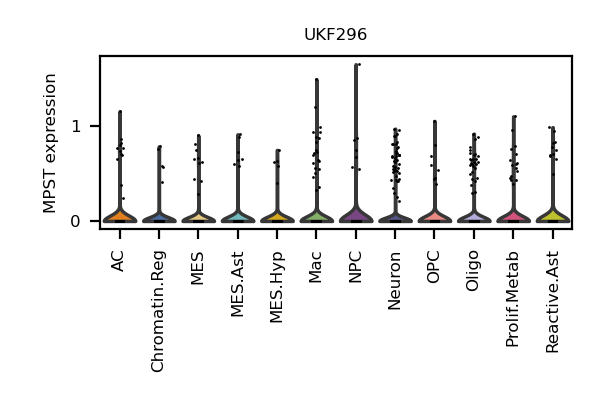 UKF296
MPST expression
1
0
AC
Chromatin.Reg
MES
MES.Ast
MES.Hyp
Mac
NPC
Neuron
OPC
Oligo
Prolif.Metab
Reactive.Ast